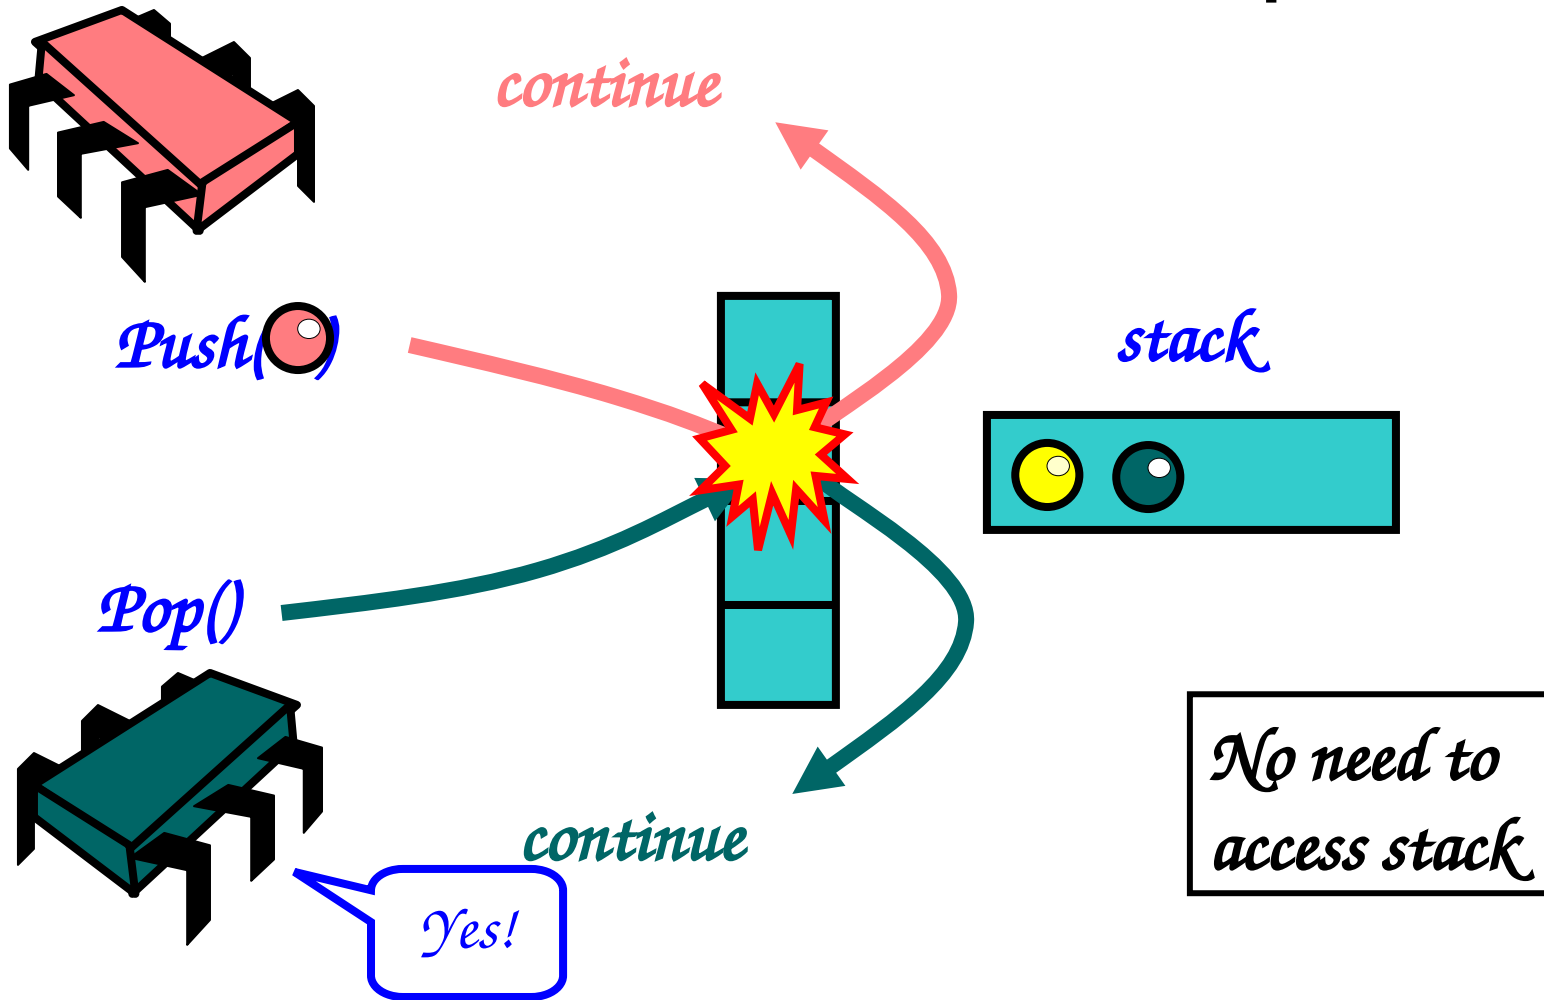 continue
Push( )
stack
Pop()
No need to
access stack
continue
Yes!